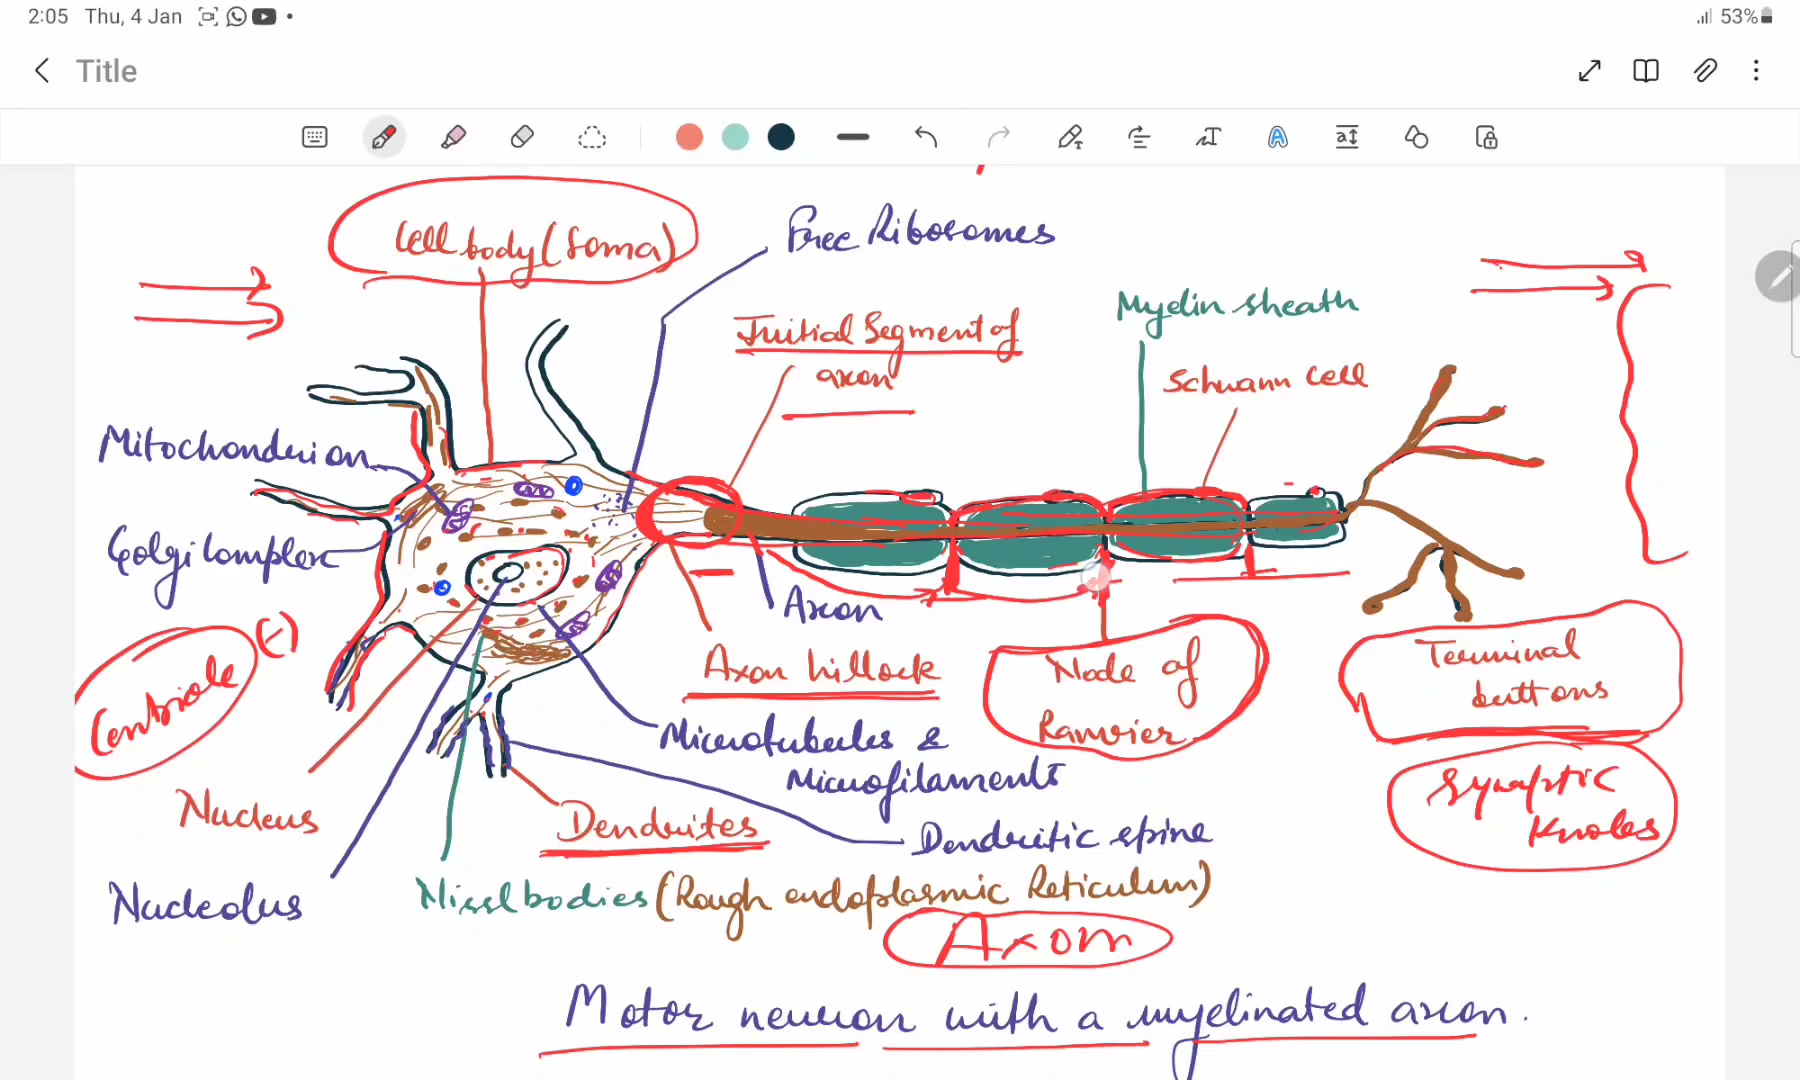 2:05 Thu, 4 Jan
53%
Title
Cell body (Soma)
Free Ribosomes
Initial Segment of
axon
Myelin sheath
Schwann cell
Mitochondrion
Golgi Complex
Centriole (-)
Axon
Axon hillock
Node of
Ranvier
Terminal
buttons
Synaptic
Knobs
Microtubules &
Microfilaments
Nucleus
Dendrites
Dendritic spine
Nucleolus
Nissl bodies (Rough endoplasmic Reticulum)
Axon
Motor neuron with a myelinated axon.